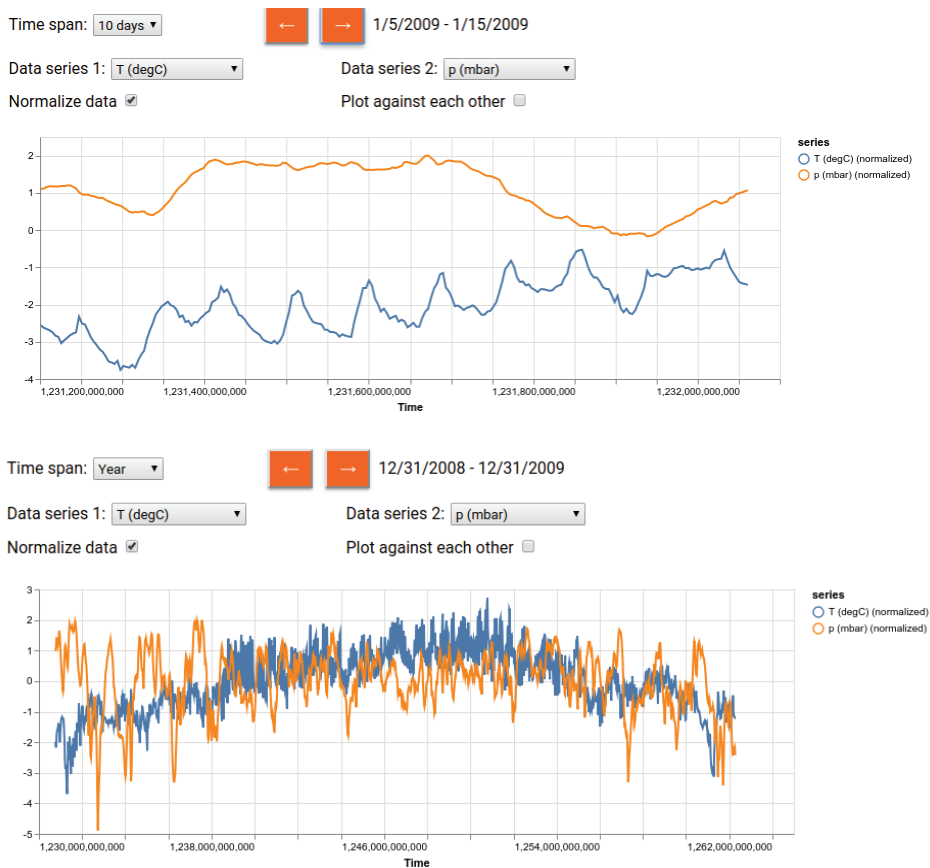 Time span: 10 days ← → 1/5/2009 - 1/15/2009
Data series 1: T (degC) Data series 2: p (mbar)
Normalize data Plot against each other
2
1
0
-1
-2
-3
-4
1,231,200,000,000 1,231,400,000,000 1,231,600,000,000 1,231,800,000,000 1,232,000,000,000
Time
series
T (degC) (normalized)
p (mbar) (normalized)
Time span: Year ← → 12/31/2008 - 12/31/2009
Data series 1: T (degC) Data series 2: p (mbar)
Normalize data Plot against each other
3
2
1
0
-1
-2
-3
-4
-5
1,230,000,000,000 1,238,000,000,000 1,246,000,000,000 1,254,000,000,000 1,262,000,000,000
Time
series
T (degC) (normalized)
p (mbar) (normalized)